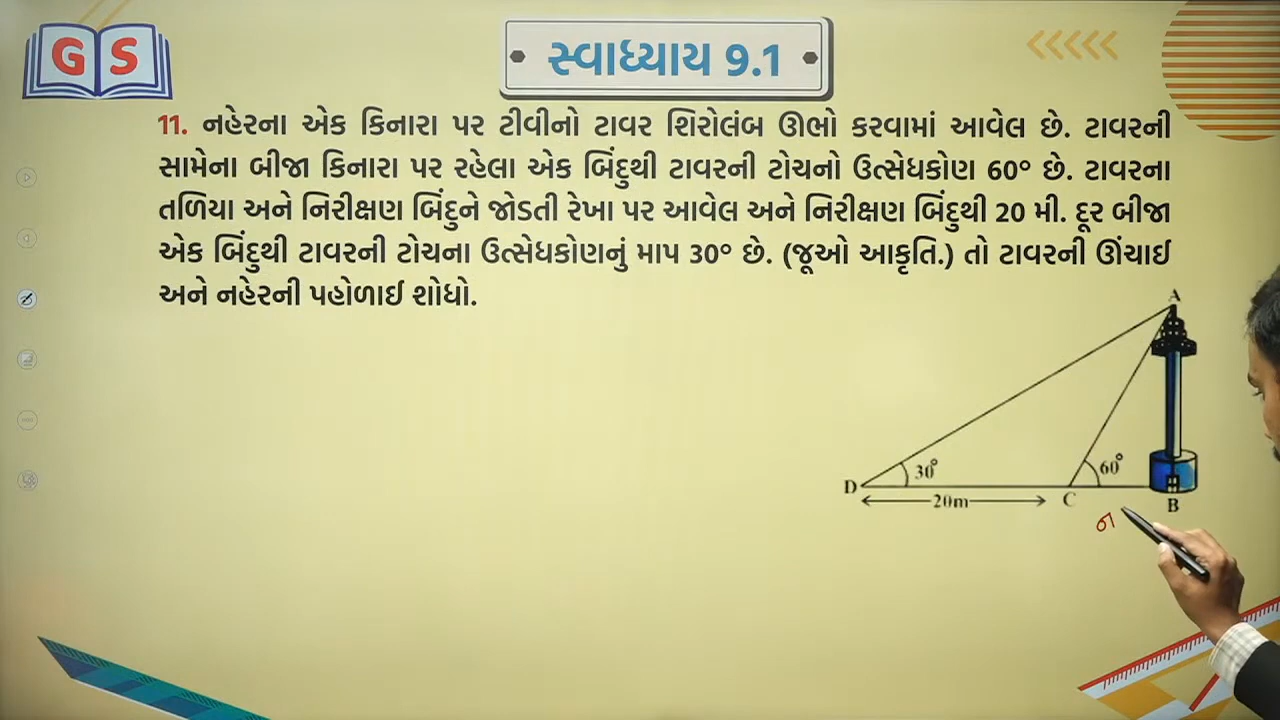 GS
સ્વાધ્યાય 9.1
11. નહેરના એક કિનારા પર ટીવીનો ટાવર શિરોલંબ ઊભો કરવામાં આવેલ છે. ટાવરની
સામેના બીજા કિનારા પર રહેલા એક બિંદુથી ટાવરની ટોચનો ઉત્સેધકોણ 60° છે. ટાવરના
તળિયા અને નિરીક્ષણ બિંદુને જોડતી રેખા પર આવેલ અને નિરીક્ષણ બિંદુથી 20 મી. દૂર બીજા
એક બિંદુથી ટાવરની ટોચના ઉત્સેધકોણનું માપ 30° છે. (જૂઓ આકૃતિ.) તો ટાવરની ઊંચાઈ
અને નહેરની પહોળાઈ શોધો.
A
30° 60°
D 20m C B